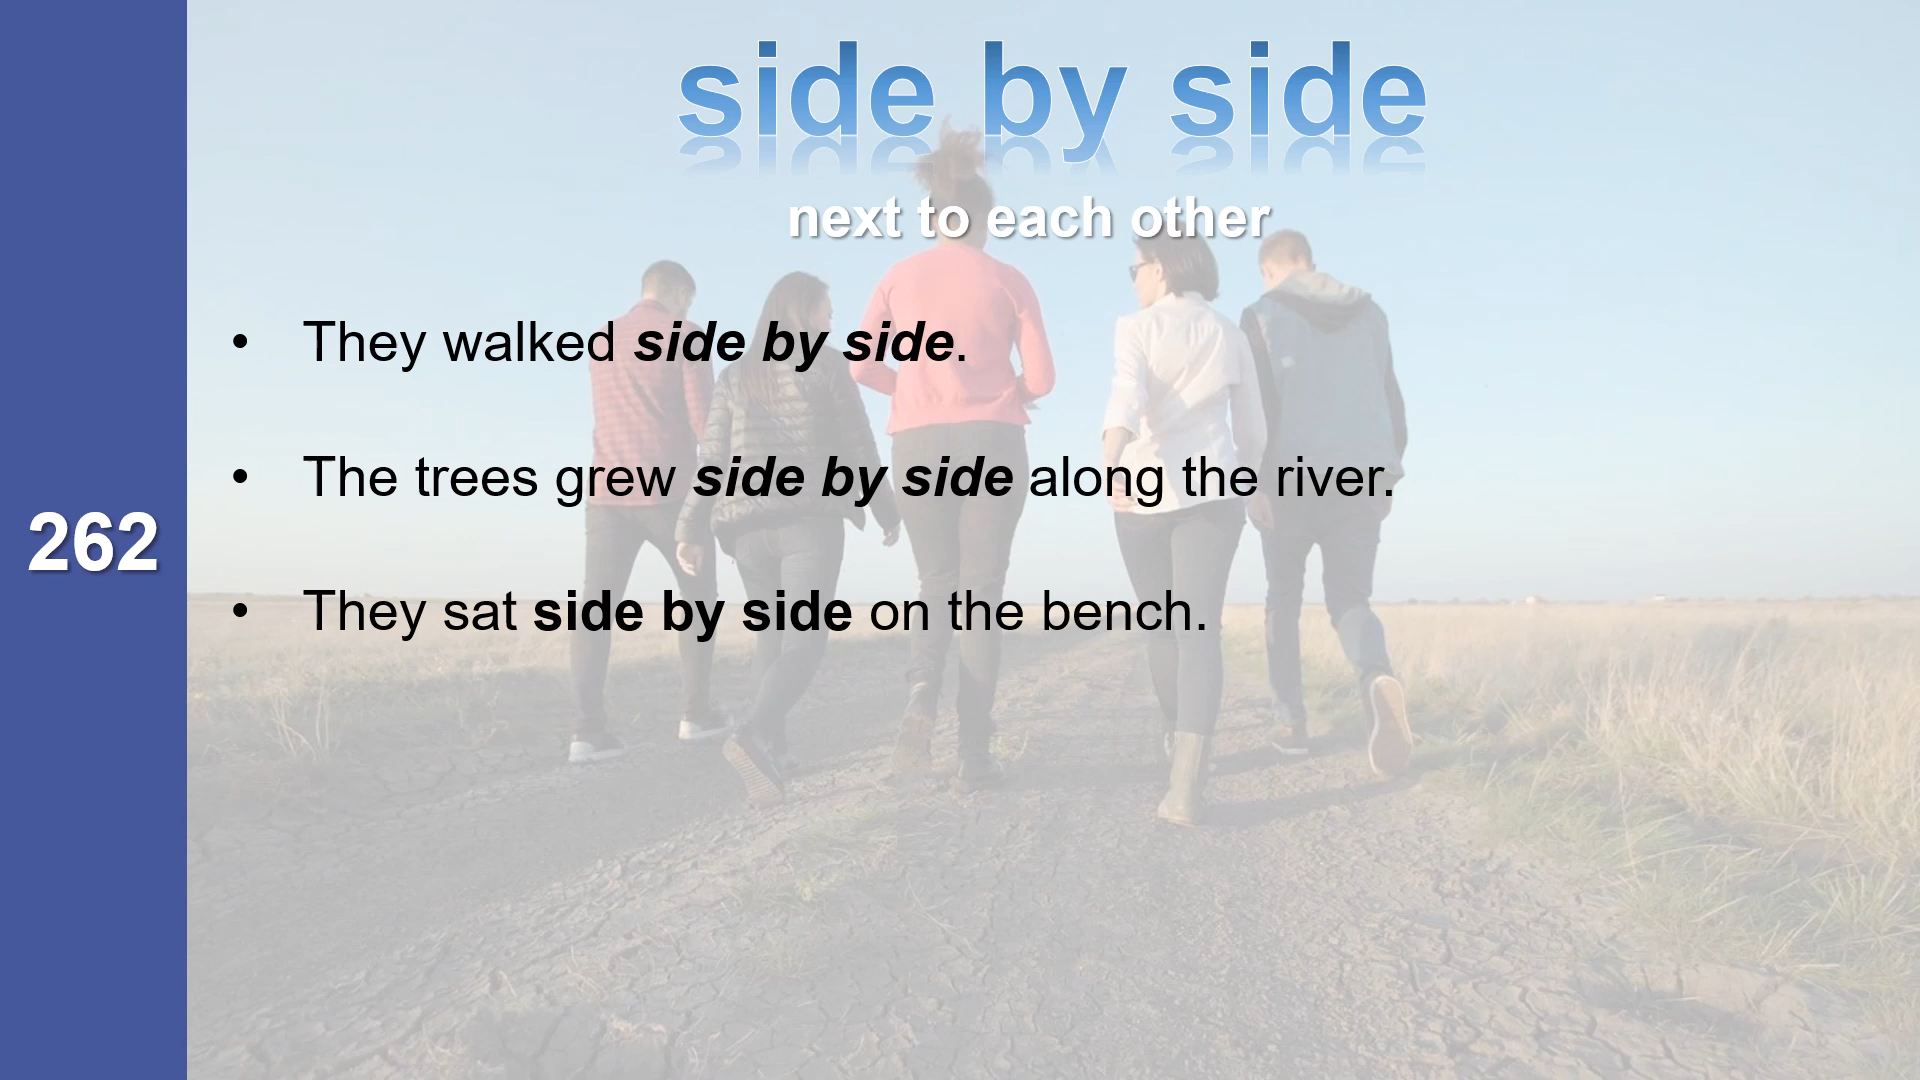 side by side
next to each other
• They walked side by side.
• The trees grew side by side along the river.
262
• They sat side by side on the bench.